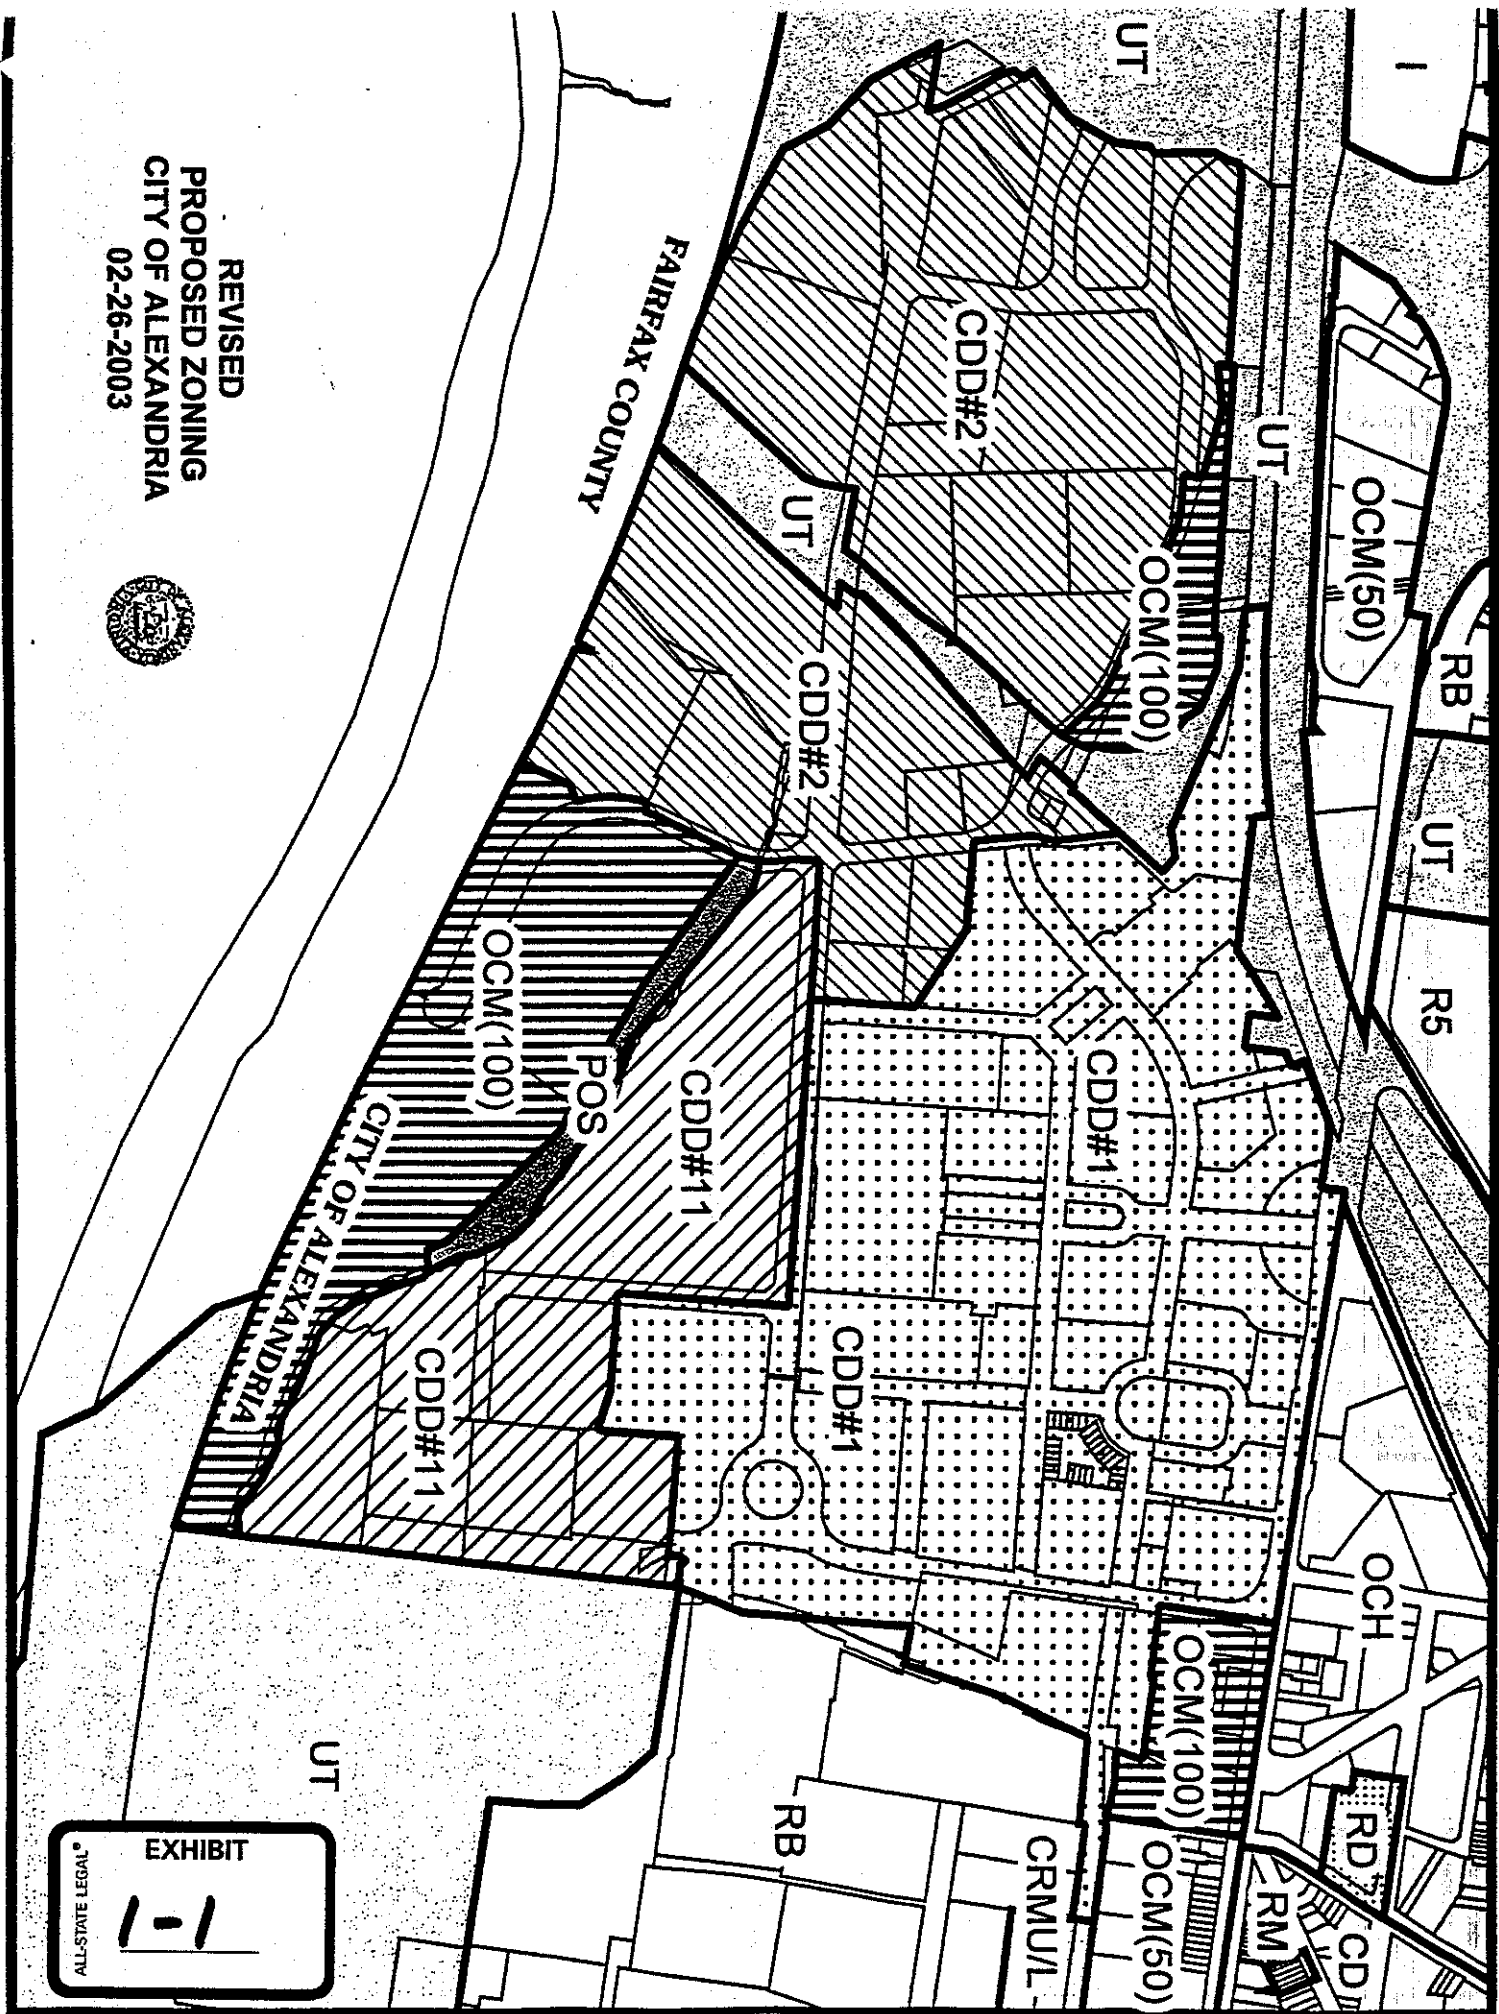 I
UT
OCM(50)
RB
UT
UT
R5
OCH
RD
CD
RM
CDD#2
OCM(100)
UT
CDD#2
CDD#1
CDD#1
OCM(100)
OCM(50)
CRMU/L
RB
CDD#11
POS
OCM(100)
CDD#11
UT
FAIRFAX COUNTY
CITY OF ALEXANDRIA
REVISED
PROPOSED ZONING
CITY OF ALEXANDRIA
02-26-2003
EXHIBIT
1-1
ALL-STATE LEGAL®